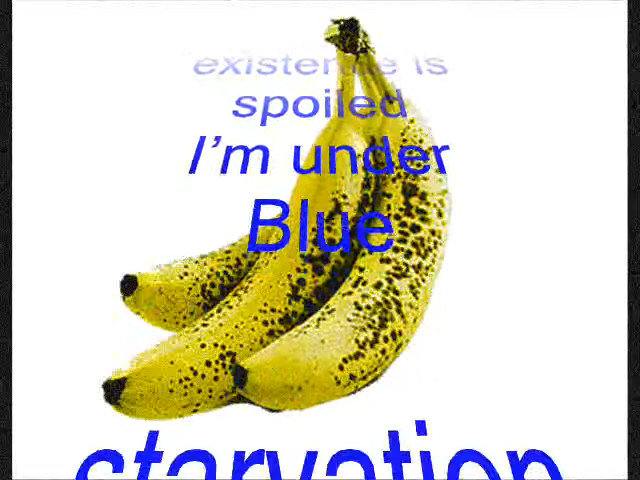 existence is
spoiled
I'm under
Blue
starvation